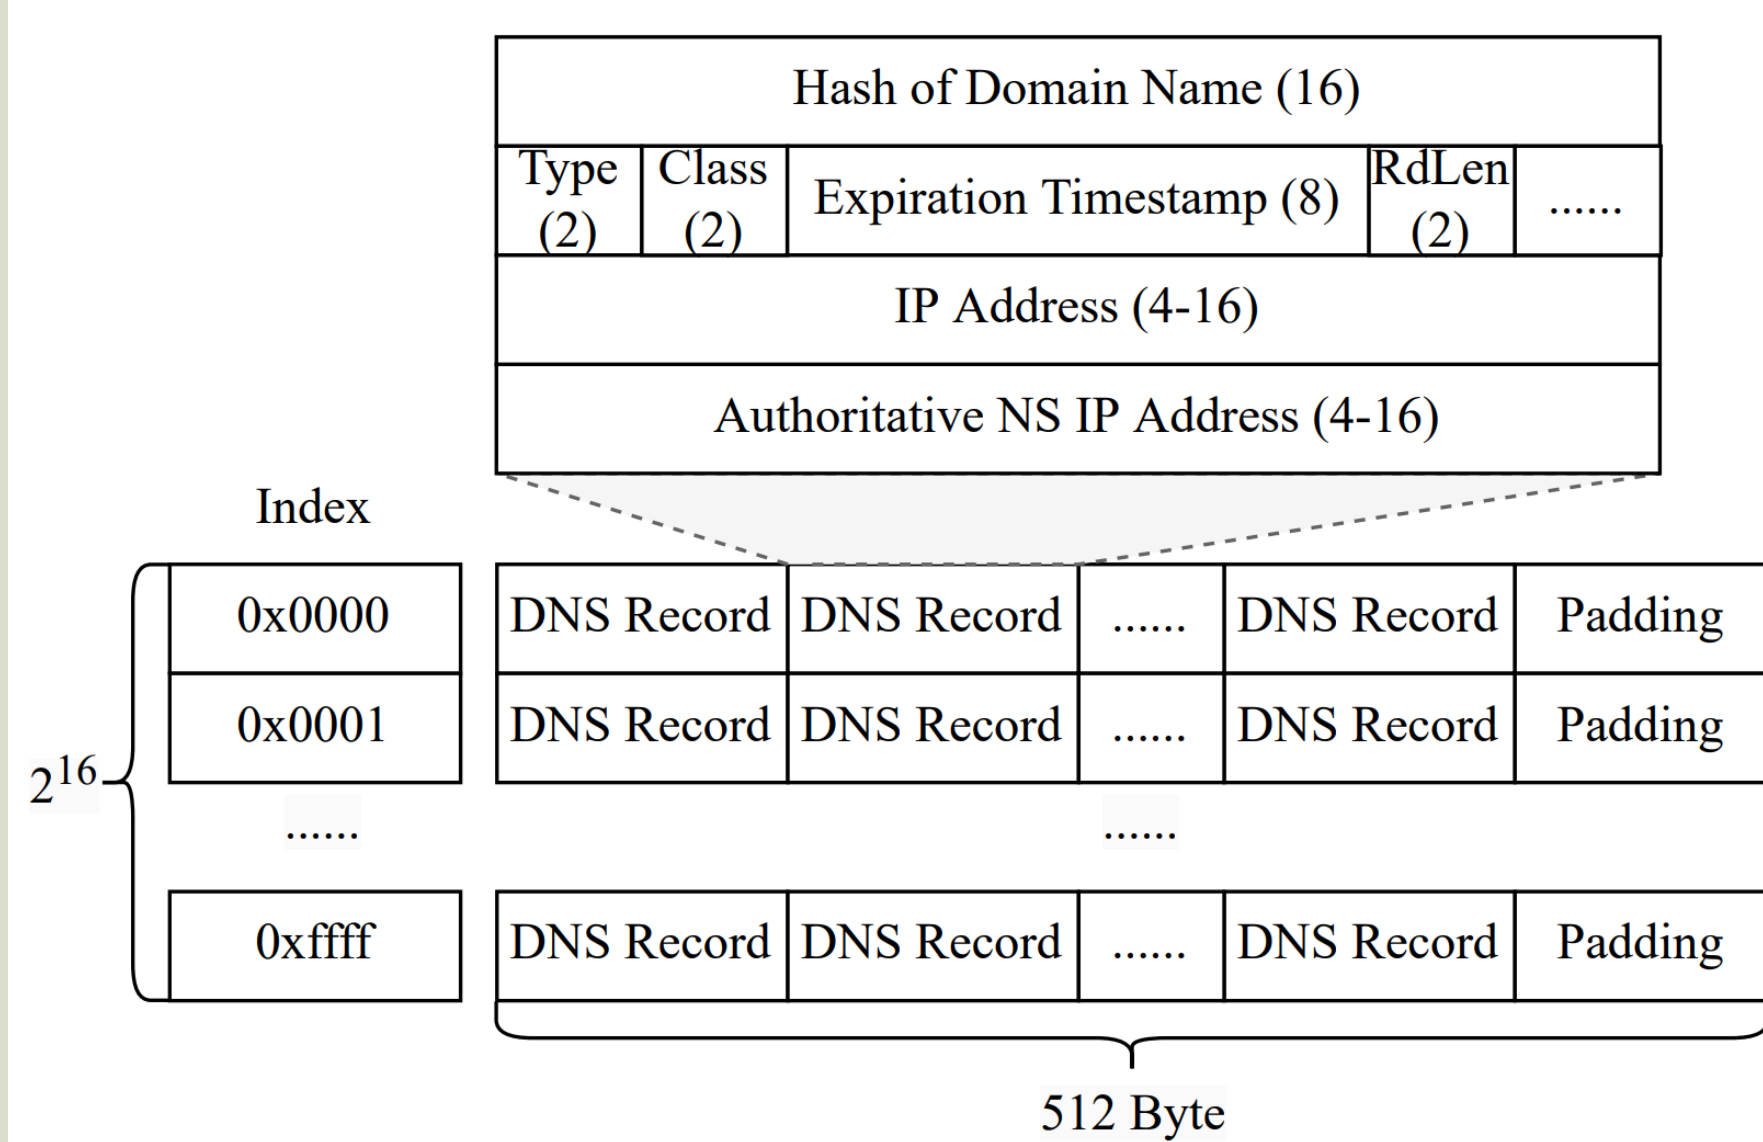 Hash of Domain Name (16)
Type (2)
Class (2)
Expiration Timestamp (8)
RdLen (2)
......
IP Address (4-16)
Authoritative NS IP Address (4-16)
Index
0x0000
DNS Record
DNS Record
......
DNS Record
Padding
0x0001
DNS Record
DNS Record
......
DNS Record
Padding
2^16
......
......
0xffff
DNS Record
DNS Record
......
DNS Record
Padding
512 Byte